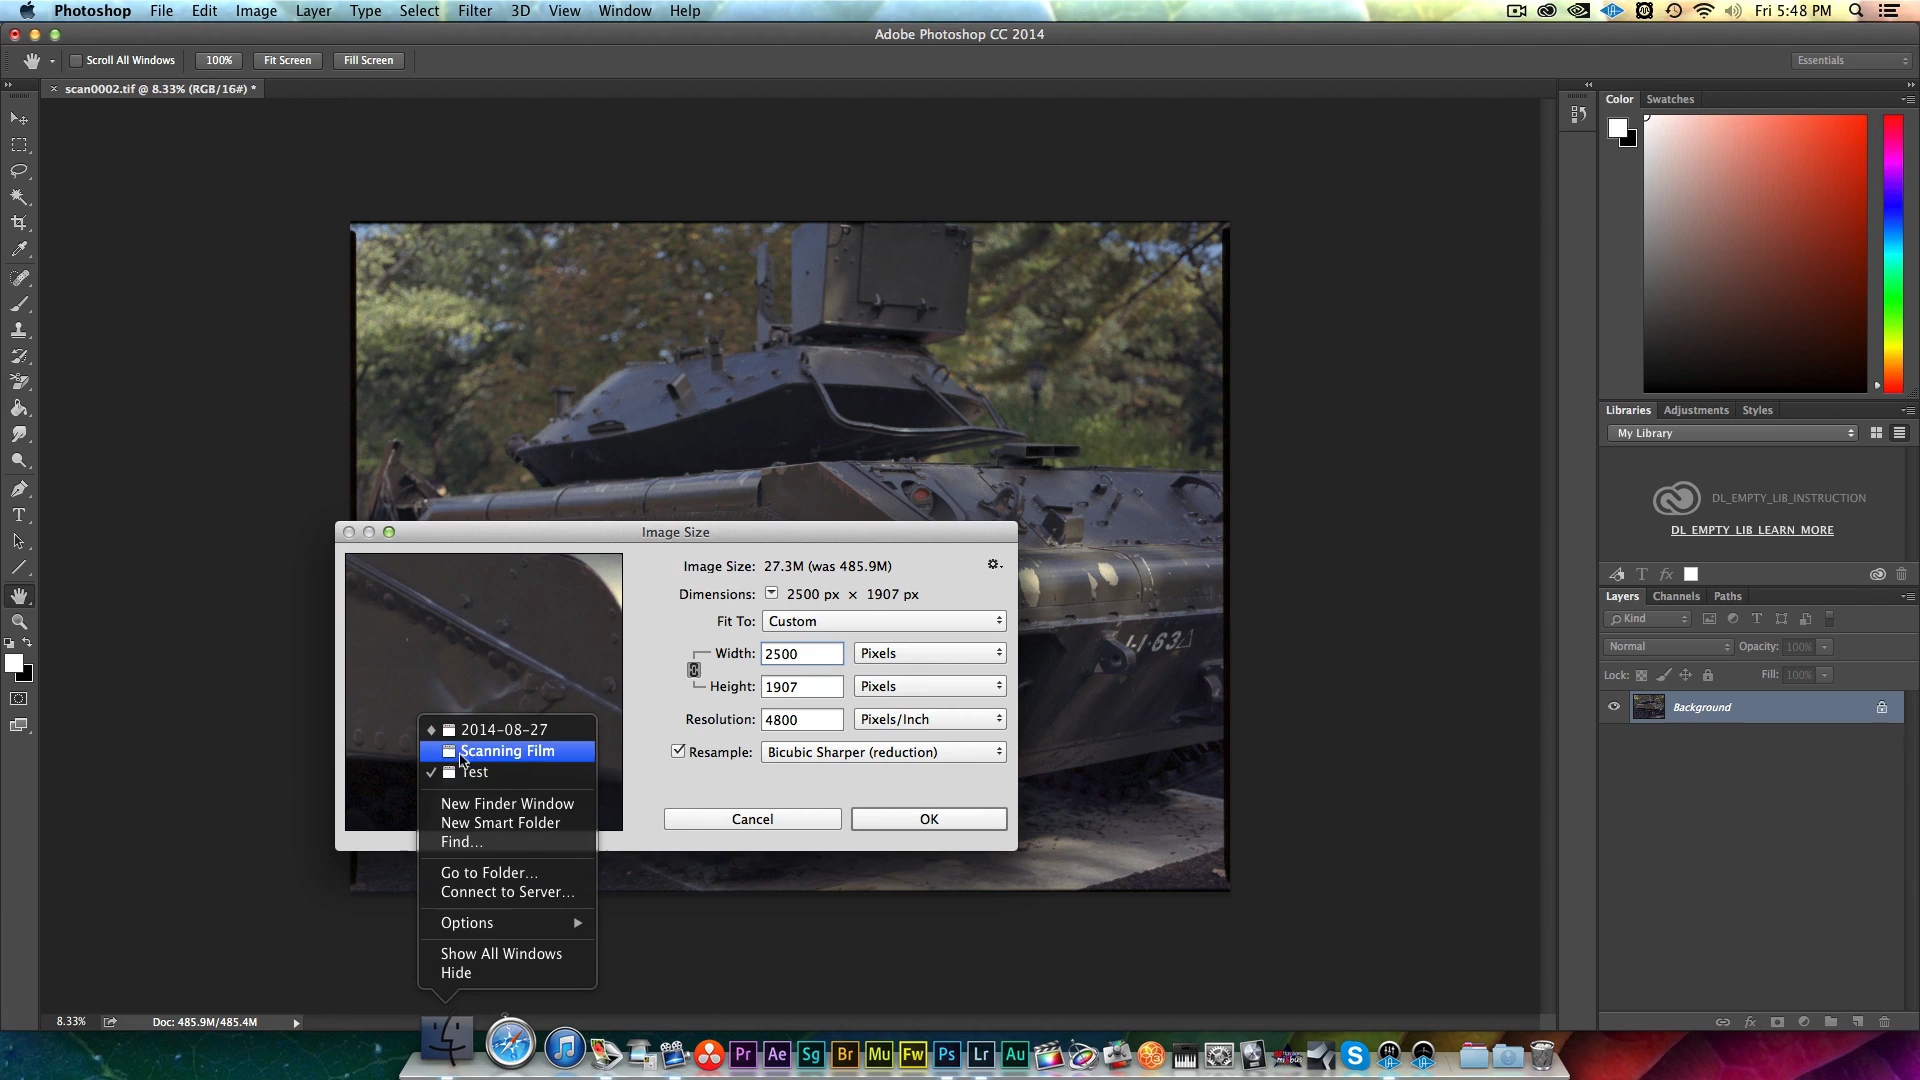 Photoshop File Edit Image Layer Type Select Filter 3D View Window Help Fri 5:48 PM
Adobe Photoshop CC 2014
Scroll All Windows 100% Fit Screen Fill Screen Essentials
scan0002.tif @ 8.33% (RGB/16#) *
Color Swatches
Libraries Adjustments Styles
My Library
DL_EMPTY_LIB_INSTRUCTION
DL_EMPTY_LIB_LEARN_MORE
Layers Channels Paths
Kind
Normal Opacity: 100%
Lock: Fill: 100%
Background
Image Size
Image Size: 27.3M (was 485.9M)
Dimensions: 2500 px × 1907 px
Fit To: Custom
Width: 2500 Pixels
Height: 1907 Pixels
Resolution: 4800 Pixels/Inch
Resample: Bicubic Sharper (reduction)
Cancel OK
2014-08-27
Scanning Film
Test
New Finder Window
New Smart Folder
Find...
Go to Folder...
Connect to Server...
Options
Show All Windows
Hide
8.33% Doc: 485.9M/485.4M
Pr Ae Sg Br Mu Fw Ps Lr Au